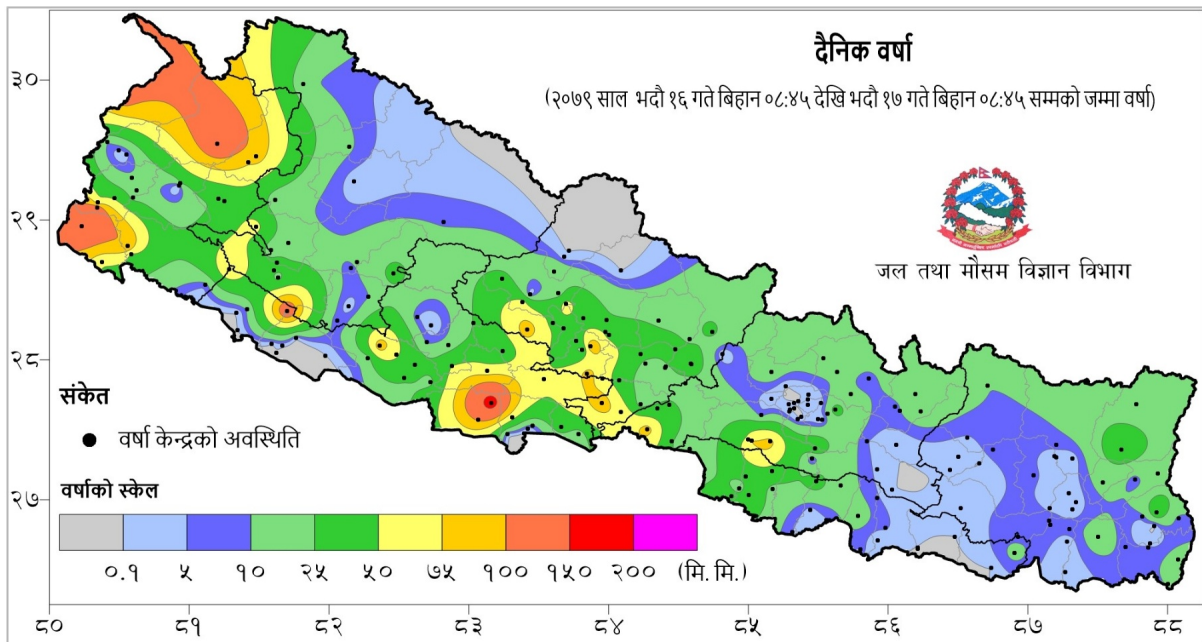 दैनिक वर्षा
(२०७९ साल भदौ १६ गते बिहान ०८:४५ देखि भदौ १७ गते बिहान ०८:४५ सम्मको जम्मा वर्षा)
जल तथा मौसम विज्ञान विभाग
३०
२९
२८
२७
संकेत
वर्षा केन्द्रको अवस्थिति
वर्षाको स्केल
०.१ ५ १० २५ ५० ७५ १०० १५० २०० (मि. मि.)
८० ८१ ८२ ८३ ८४ ८५ ८६ ८७ ८८